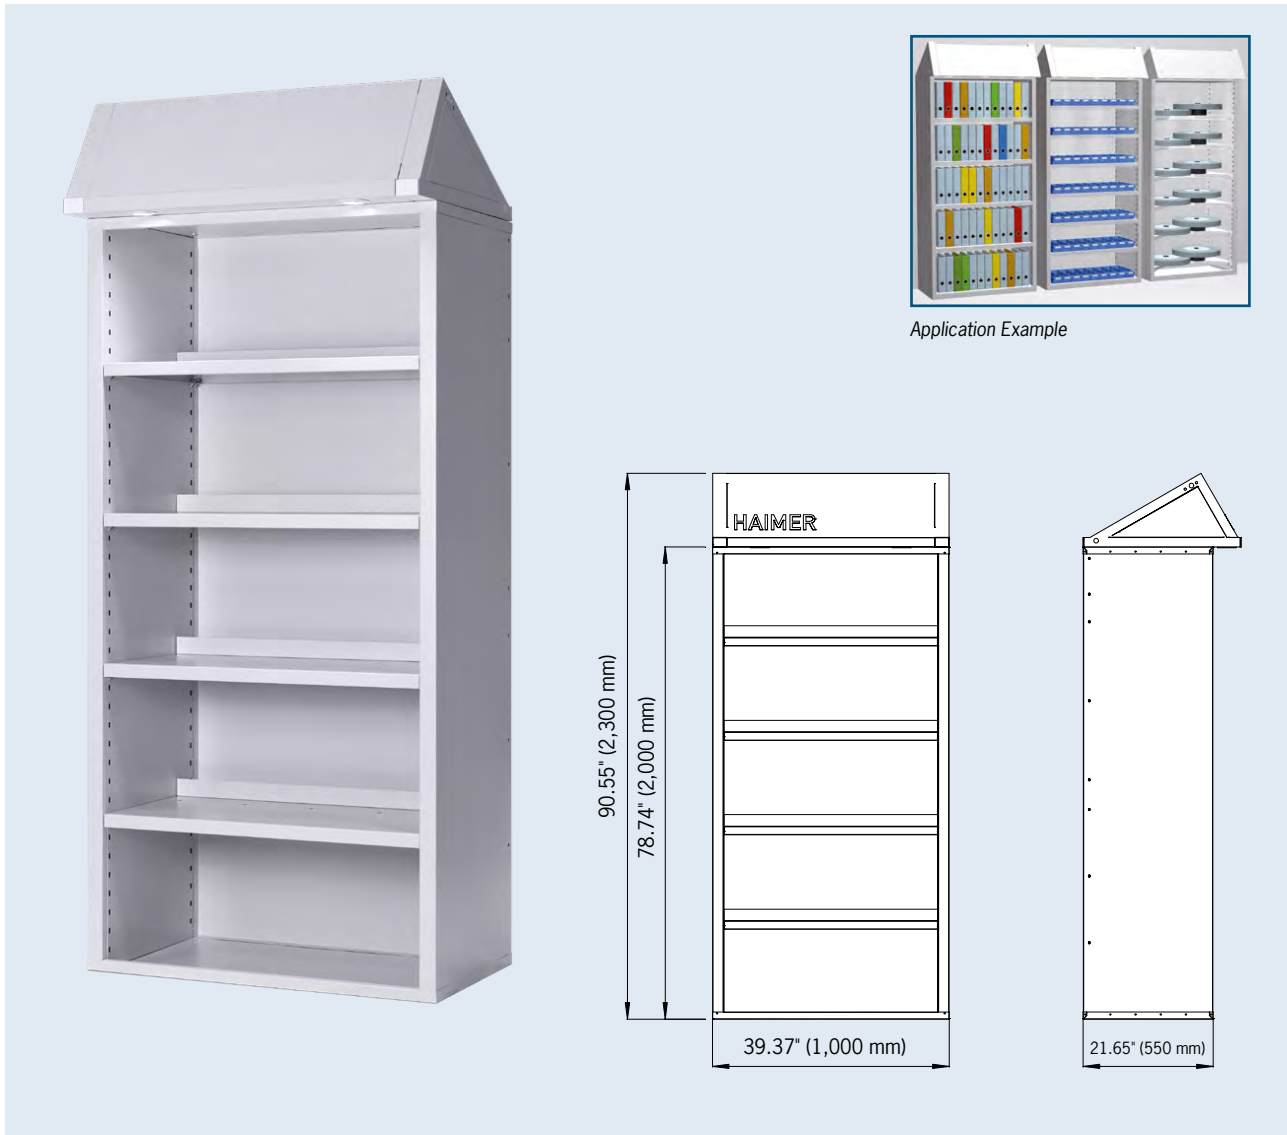 Application Example
HAIMER
90.55" (2,300 mm)
78.74" (2,000 mm)
39.37" (1,000 mm)
21.65" (550 mm)